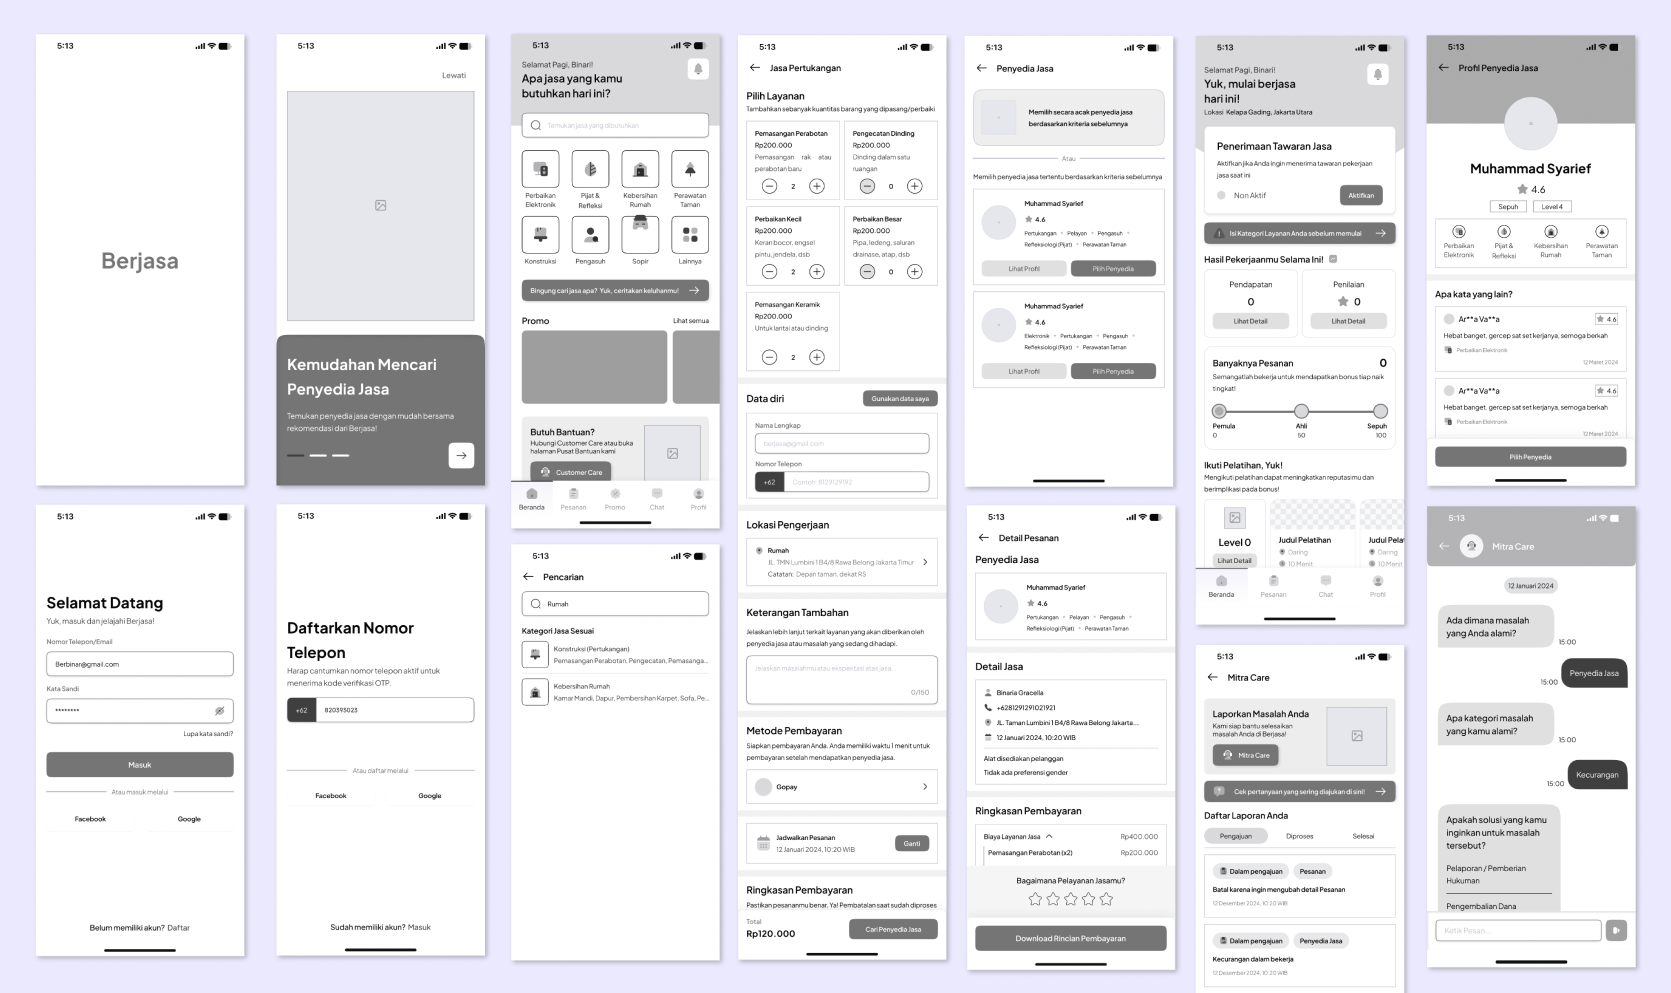 5:13
Berjasa
5:13
Lewati
Kemudahan Mencari
Penyedia Jasa
Temukan penyedia jasa dengan mudah bersama
rekomendasi dari Berjasa!
5:13
Selamat Pagi, Binari!
Apa jasa yang kamu
butuhkan hari ini?
Temukan jasa yang dibutuhkan
Perbaikan
Elektronik
Pijat &
Refleksi
Kebersihan
Rumah
Perawatan
Taman
Konstruksi
Pengasuh
Sopir
Lainnya
Bingung cari jasa apa? Yuk, ceritakan keluhanmu!
Promo
Lihat semua
Butuh Bantuan?
Hubungi Customer Care atau buka
halaman Pusat Bantuan kami
Customer Care
Beranda
Pesanan
Promo
Chat
Profil
5:13
Jasa Pertukangan
Pilih Layanan
Tambahkan sebanyak kuantitas barang yang dipasang/perbaiki
Pemasangan Perabotan
Rp200.000
Pemasangan rak atau
perabotan baru
2
Pengecatan Dinding
Rp200.000
Dinding dalam satu
ruangan
0
Perbaikan Kecil
Rp200.000
Keran bocor, engsel
pintu, jendela, dsb
2
Perbaikan Besar
Rp200.000
Pipa, ledeng, saluran
drainase, atap, dsb
0
Pemasangan Keramik
Rp200.000
Untuk lantai atau dinding
2
Data diri
Gunakan data saya
Nama Lengkap
berjasa@gmail.com
Nomor Telepon
+62
Contoh: 8129129192
Lokasi Pengerjaan
Rumah
JL. TMN Lumbini 1 B4/8 Rawa Belong Jakarta Timur
Catatan: Depan taman, dekat RS
Keterangan Tambahan
Jelaskan lebih lanjut terkait layanan yang akan diberikan oleh
penyedia jasa atau masalah yang sedang dihadapi.
Jelaskan masalahmu atau ekspektasi atas jasa...
0/150
Metode Pembayaran
Siapkan pembayaran Anda. Anda memiliki waktu 1 menit untuk
pembayaran setelah mendapatkan penyedia jasa.
Gopay
Jadwalkan Pesanan
12 Januari 2024, 10:20 WIB
Ganti
Ringkasan Pembayaran
Pastikan pesananmu benar, Ya! Pembatalan saat sudah diproses
Total
Rp120.000
Cari Penyedia Jasa
5:13
Penyedia Jasa
Memilih secara acak penyedia jasa
berdasarkan kriteria sebelumnya
Atau
Memilih penyedia jasa tertentu berdasarkan kriteria sebelumnya
Muhammad Syarief
4.6
Pertukangan • Pelayan • Pengasuh •
Refleksiologi (Pijat) • Perawatan Taman
Lihat Profil
Pilih Penyedia
Muhammad Syarief
4.6
Elektronik • Pertukangan • Pengasuh •
Refleksiologi (Pijat) • Perawatan Taman
Lihat Profil
Pilih Penyedia
5:13
Selamat Pagi, Binari!
Yuk, mulai berjasa
hari ini!
Lokasi Kelapa Gading, Jakarta Utara
Penerimaan Tawaran Jasa
Aktifkan jika Anda ingin menerima tawaran pekerjaan
jasa saat ini
Non Aktif
Aktifkan
Isi Kategori Layanan Anda sebelum memulai
Hasil Pekerjaanmu Selama Ini!
Pendapatan
0
Lihat Detail
Penilaian
0
Lihat Detail
Banyaknya Pesanan
0
Semangatlah bekerja untuk mendapatkan bonus tiap naik
tingkat!
Pemula
0
Ahli
50
Sepuh
100
Ikuti Pelatihan, Yuk!
Mengikuti pelatihan dapat meningkatkan reputasimu dan
berimplikasi pada bonus!
Level 0
Lihat Detail
Judul Pelatihan
Daring
10 Menit
Judul Pelat
Daring
10 Menit
Beranda
Pesanan
Chat
Profil
5:13
Profil Penyedia Jasa
Muhammad Syarief
4.6
Sepuh
Level 4
Perbaikan
Elektronik
Pijat &
Refleksi
Kebersihan
Rumah
Perawatan
Taman
Apa kata yang lain?
Ar**a Va**a
4.6
Hebat banget, gercep sat set kerjanya, semoga berkah
Perbaikan Elektronik
12 Maret 2024
Ar**a Va**a
4.6
Hebat banget, gercep sat set kerjanya, semoga berkah
Perbaikan Elektronik
12 Maret 2024
Pilih Penyedia
5:13
Selamat Datang
Yuk, masuk dan jelajahi Berjasa!
Nomor Telepon/Email
Berbinar@gmail.com
Kata Sandi
********
Lupa kata sandi?
Masuk
Atau masuk melalui
Facebook
Google
Belum memiliki akun? Daftar
5:13
Daftarkan Nomor
Telepon
Harap cantumkan nomor telepon aktif untuk
menerima kode verifikasi OTP.
+62
820393023
Atau daftar melalui
Facebook
Google
Sudah memiliki akun? Masuk
5:13
Pencarian
Rumah
Kategori Jasa Sesuai
Konstruksi (Pertukangan)
Pemasangan Perabotan, Pengecatan, Pemasanga...
Kebersihan Rumah
Kamar Mandi, Dapur, Pembersihan Karpet, Sofa, Pe...
5:13
Detail Pesanan
Penyedia Jasa
Muhammad Syarief
4.6
Pertukangan • Pelayan • Pengasuh •
Refleksiologi (Pijat) • Perawatan Taman
Detail Jasa
Binaria Gracella
+6281291291021921
JL. Taman Lumbini 1 B4/8 Rawa Belong Jakarta...
12 Januari 2024, 10:20 WIB
Alat disediakan pelanggan
Tidak ada preferensi gender
Ringkasan Pembayaran
Biaya Layanan Jasa
Rp400.000
Pemasangan Perabotan (x2)
Rp200.000
Bagaimana Pelayanan Jasamu?
Download Rincian Pembayaran
5:13
Mitra Care
Laporkan Masalah Anda
Kami siap bantu selesaikan
masalah Anda di Berjasa!
Mitra Care
Cek pertanyaan yang sering diajukan di sini!
Daftar Laporan Anda
Pengajuan
Diproses
Selesai
Dalam pengajuan
Pesanan
Batal karena ingin mengubah detail Pesanan
12 Desember 2024, 10:20 WIB
Dalam pengajuan
Penyedia Jasa
Kecurangan dalam bekerja
12 Desember 2024, 10:20 WIB
5:13
Mitra Care
12 Januari 2024
Ada dimana masalah
yang Anda alami?
15:00
Penyedia Jasa
15:00
Apa kategori masalah
yang kamu alami?
15:00
Kecurangan
15:00
Apakah solusi yang kamu
inginkan untuk masalah
tersebut?
Pelaporan / Pemberian
Hukuman
Pengembalian Dana
Ketik Pesan...